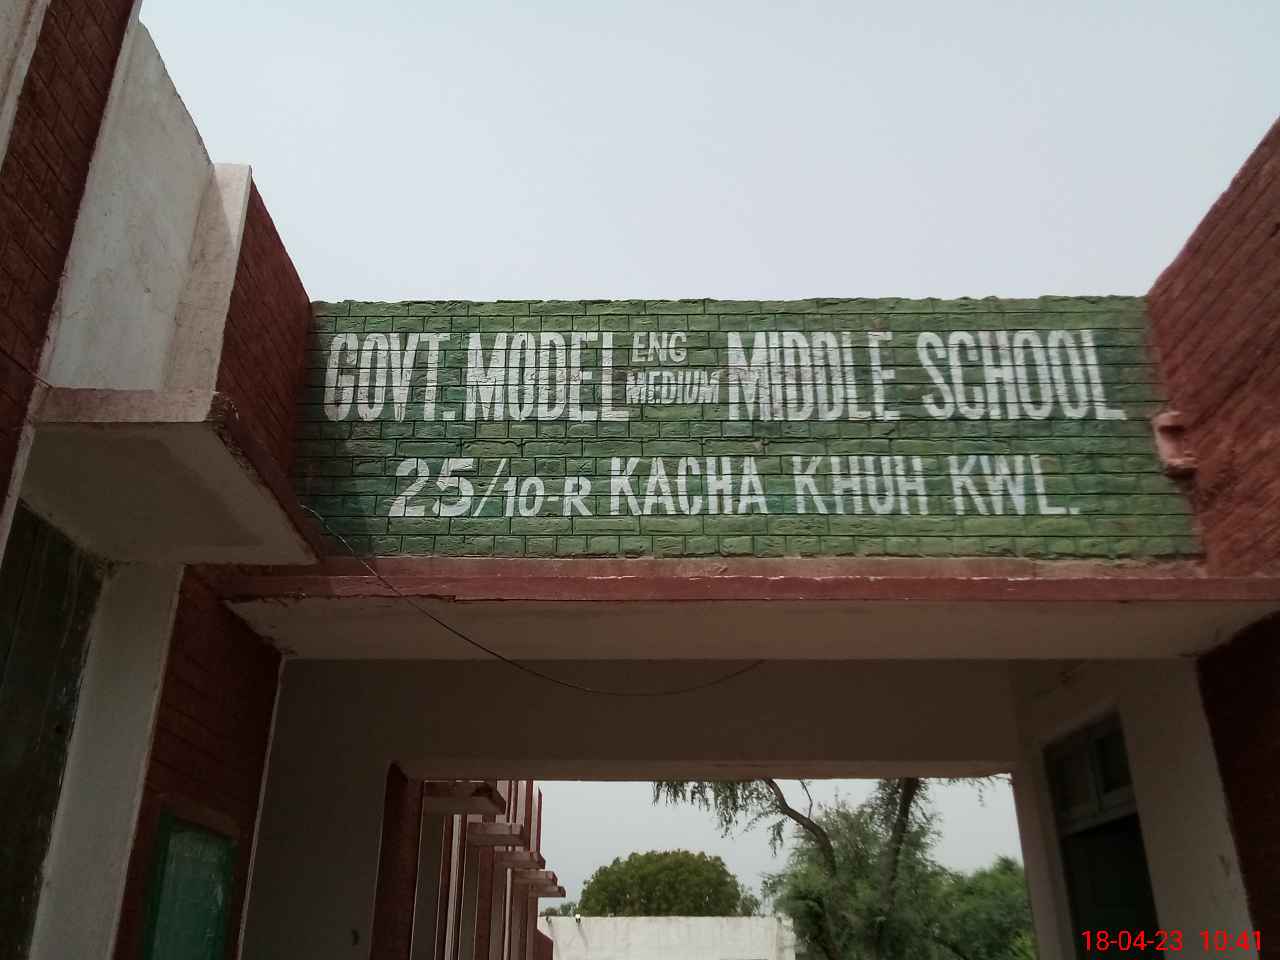 GOVT. MODEL ENG MEDIUM MIDDLE SCHOOL
25/10-R KACHA KHUH KWL.
18-04-23 10:41